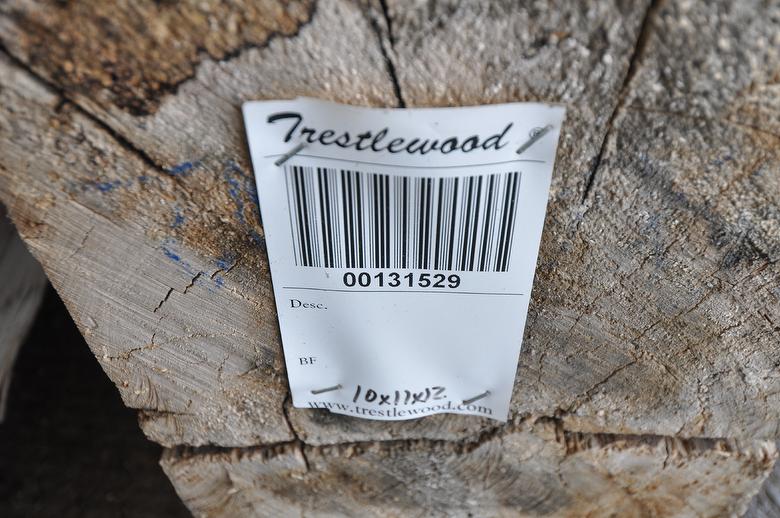 Trestlewood ®
00131529
Desc.
BF
10x11x12
www.trestlewood.com